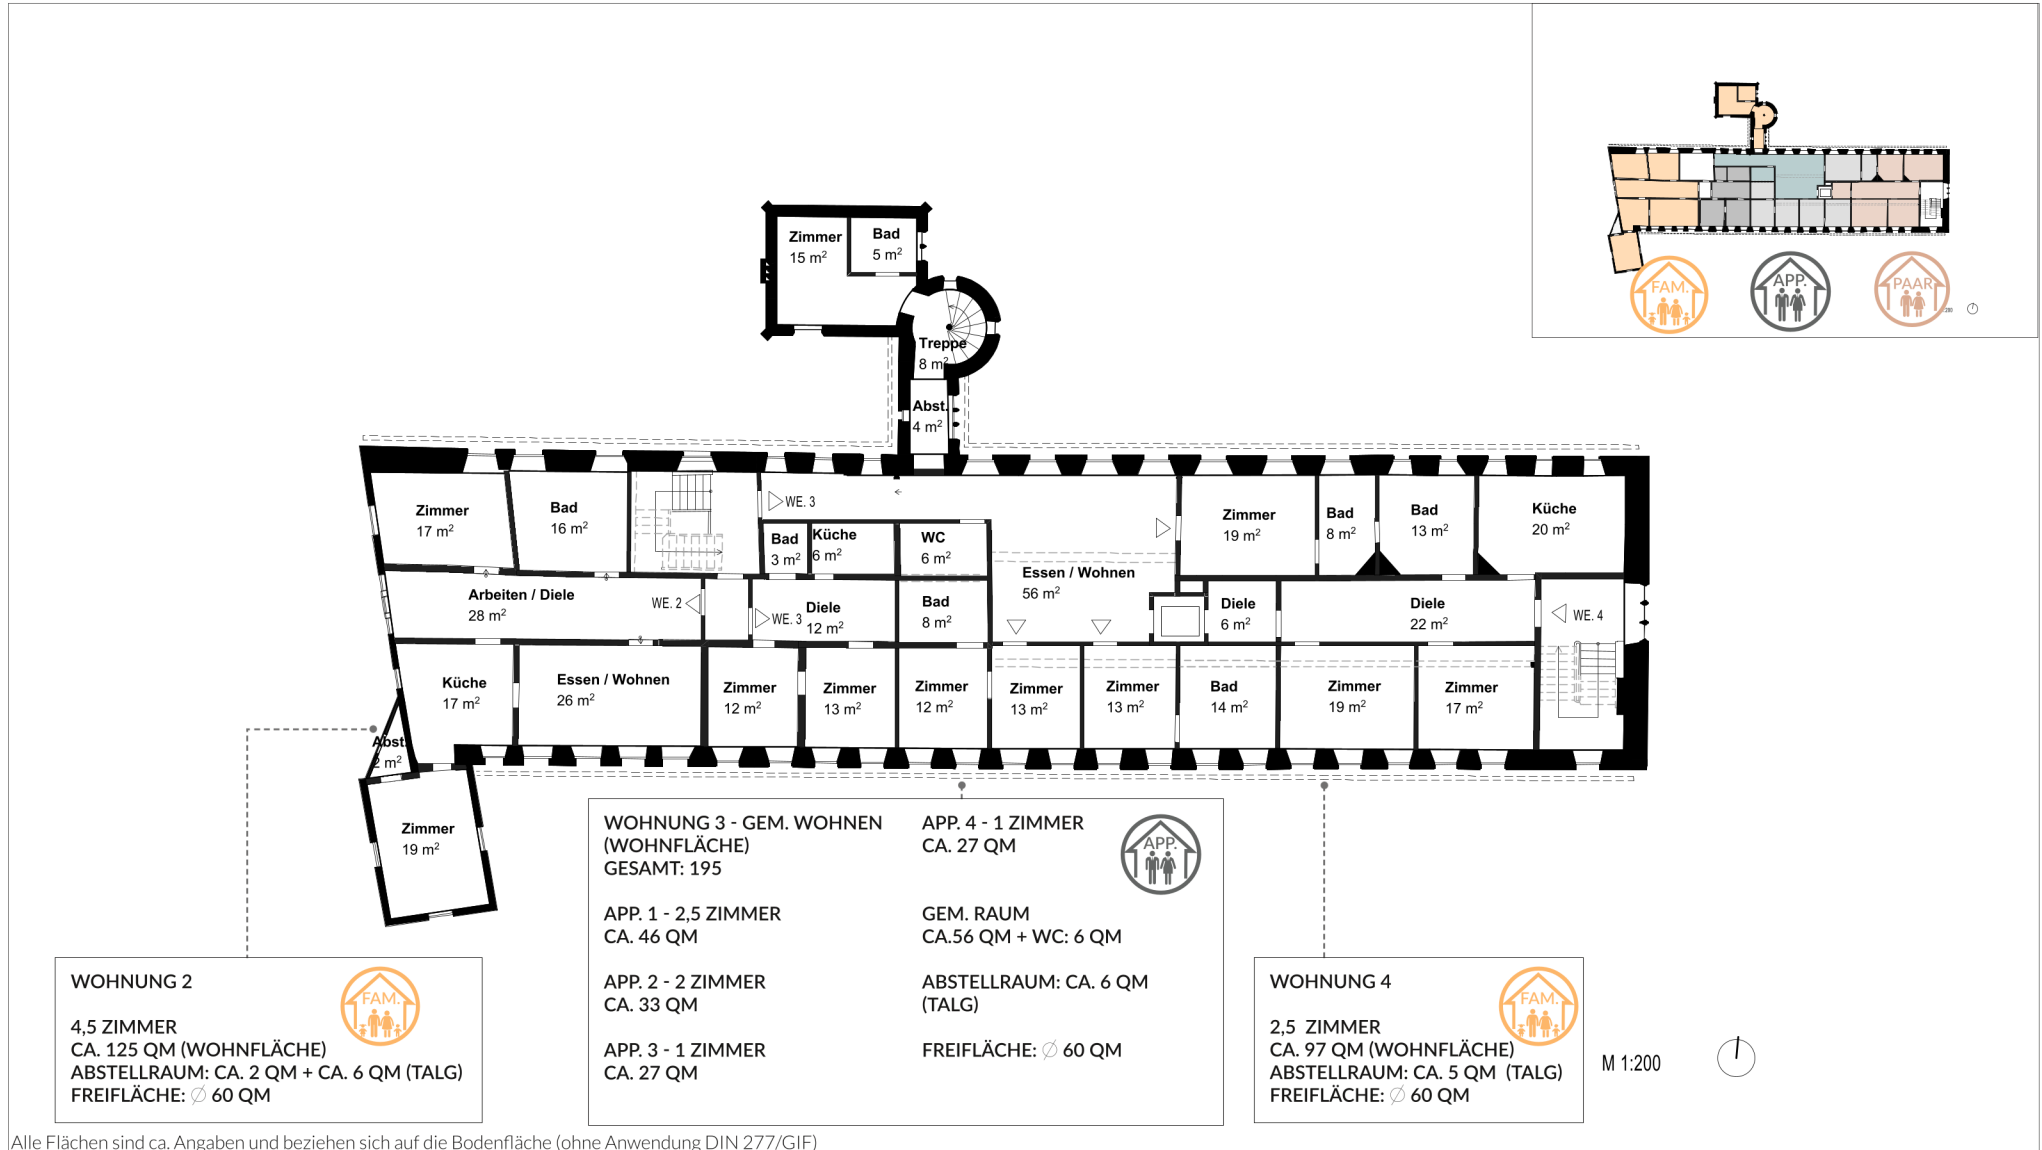 FAM.
APP.
PAAR
Zimmer
15 m²
Bad
5 m²
Treppe
8 m²
Abst.
4 m²
Zimmer
17 m²
Bad
16 m²
WE. 3
Bad
3 m²
Küche
6 m²
WC
6 m²
Essen / Wohnen
56 m²
Zimmer
19 m²
Bad
8 m²
Bad
13 m²
Küche
20 m²
Arbeiten / Diele
28 m²
WE. 2
WE. 3
Diele
12 m²
Bad
8 m²
Diele
6 m²
Diele
22 m²
WE. 4
Küche
17 m²
Essen / Wohnen
26 m²
Zimmer
12 m²
Zimmer
13 m²
Zimmer
12 m²
Zimmer
13 m²
Zimmer
13 m²
Bad
14 m²
Zimmer
19 m²
Zimmer
17 m²
Abst.
2 m²
Zimmer
19 m²
WOHNUNG 2
FAM.
4,5 ZIMMER
CA. 125 QM (WOHNFLÄCHE)
ABSTELLRAUM: CA. 2 QM + CA. 6 QM (TALG)
FREIFLÄCHE: ∅ 60 QM
WOHNUNG 3 - GEM. WOHNEN
(WOHNFLÄCHE)
GESAMT: 195
APP. 1 - 2,5 ZIMMER
CA. 46 QM
APP. 2 - 2 ZIMMER
CA. 33 QM
APP. 3 - 1 ZIMMER
CA. 27 QM
APP. 4 - 1 ZIMMER
CA. 27 QM
APP.
GEM. RAUM
CA.56 QM + WC: 6 QM
ABSTELLRAUM: CA. 6 QM
(TALG)
FREIFLÄCHE: ∅ 60 QM
WOHNUNG 4
FAM.
2,5 ZIMMER
CA. 97 QM (WOHNFLÄCHE)
ABSTELLRAUM: CA. 5 QM (TALG)
FREIFLÄCHE: ∅ 60 QM
M 1:200
Alle Flächen sind ca. Angaben und beziehen sich auf die Bodenfläche (ohne Anwendung DIN 277/GIF)